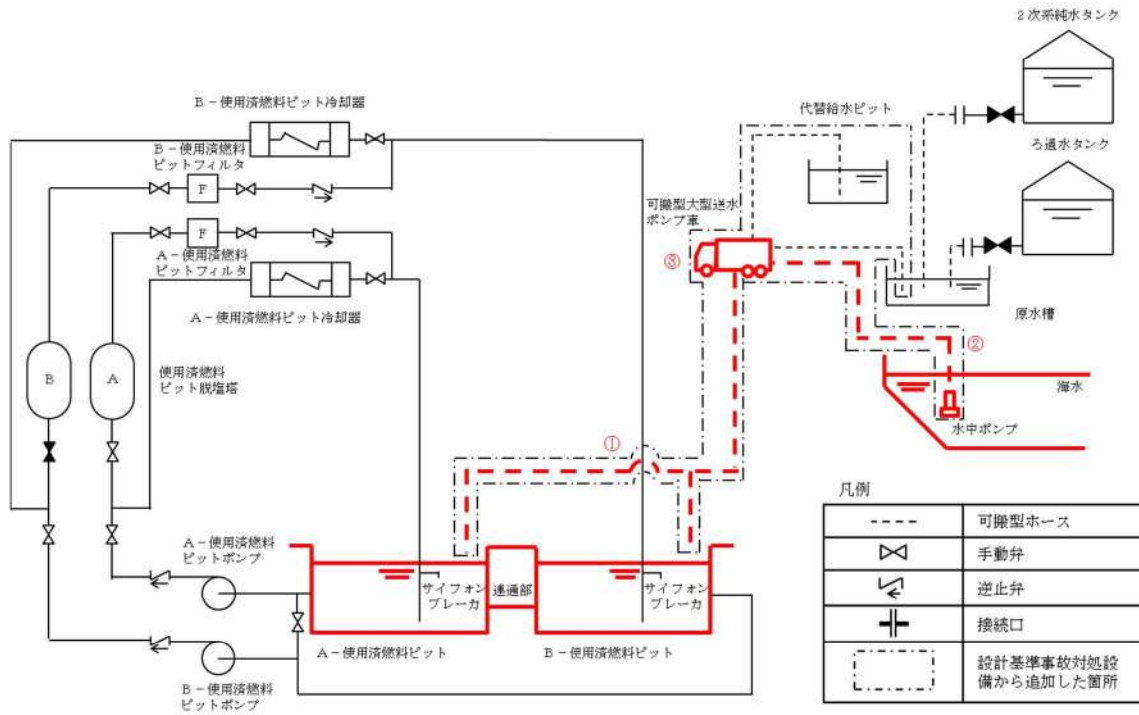 2次系純水タンク
B－使用済燃料ピット冷却器
代替給水ピット
B－使用済燃料
ピットフィルタ
F
ろ過水タンク
可搬型大型送水
ポンプ車
F
A－使用済燃料
ピットフィルタ
③
A－使用済燃料ピット冷却器
原水槽
②
B
A
使用済燃料
ピット脱塩塔
海水
水中ポンプ
①
凡例
可搬型ホース
手動弁
逆止弁
接続口
設計基準事故対処設
備から追加した箇所
A－使用済燃料
ピットポンプ
サイフォン
ブレーカ
連通部
サイフォン
ブレーカ
A－使用済燃料ピット
B－使用済燃料ピット
B－使用済燃料
ピットポンプ